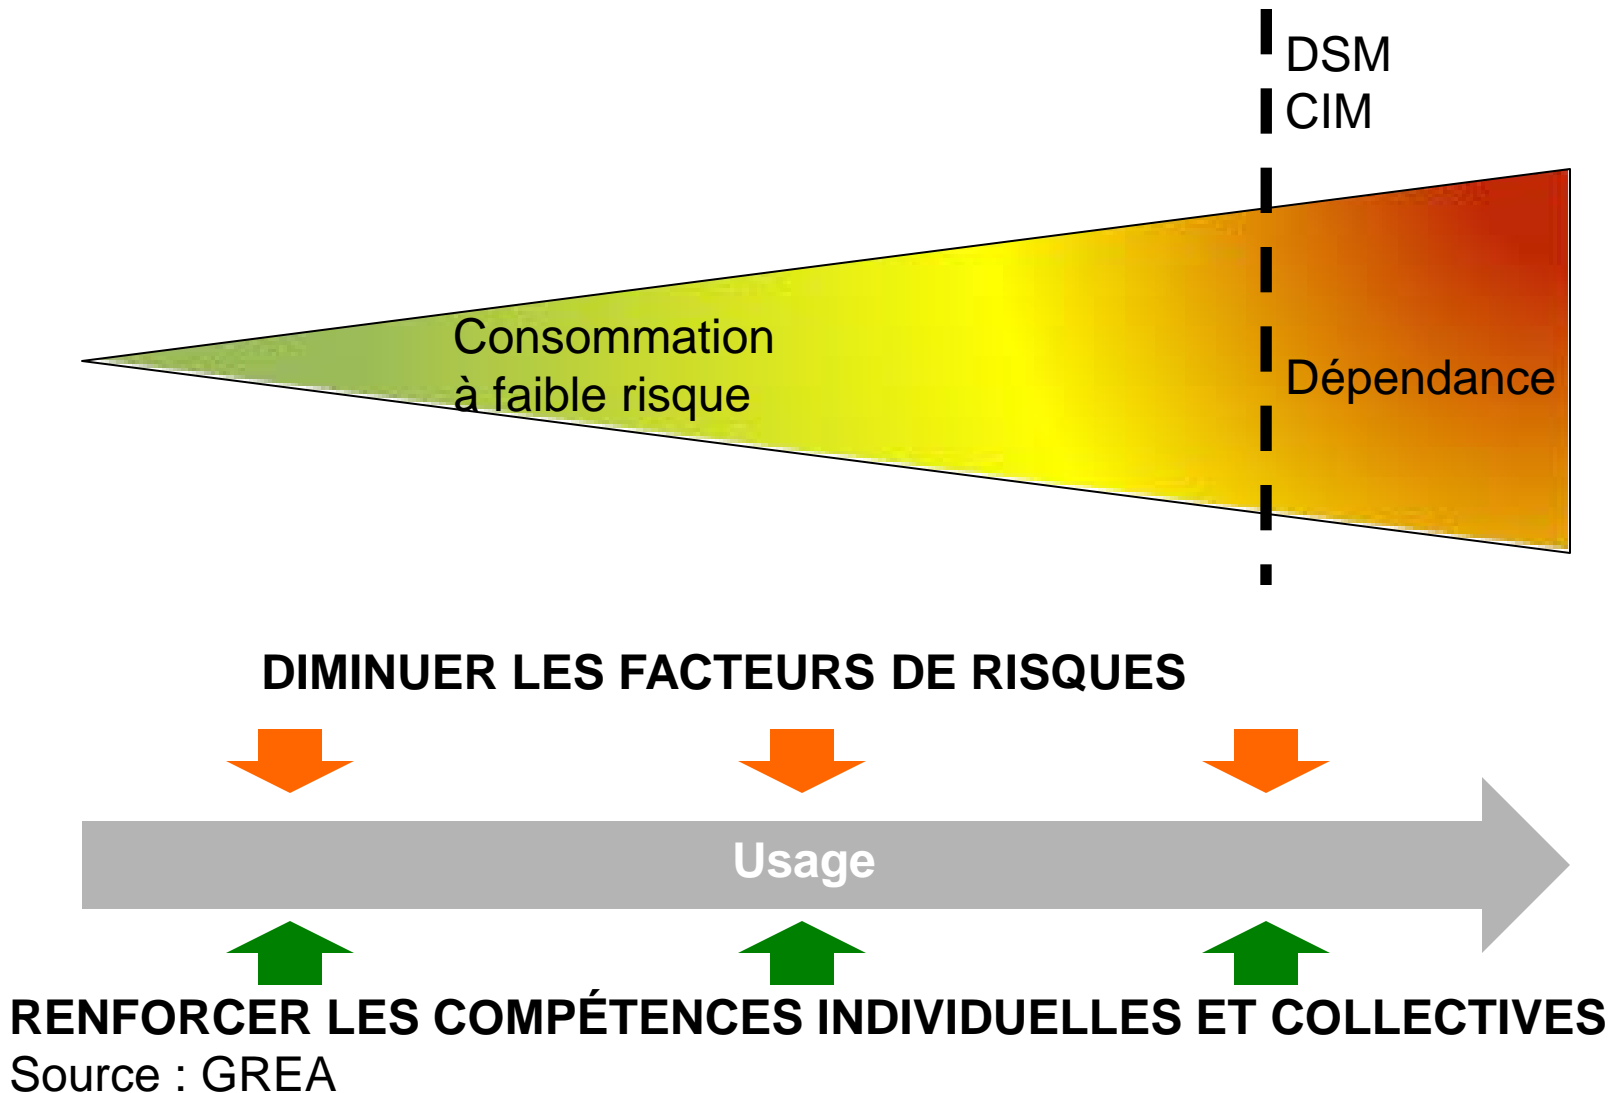 DSM
CIM
Consommation
à faible risque
Dépendance
DIMINUER LES FACTEURS DE RISQUES
Usage
RENFORCER LES COMPÉTENCES INDIVIDUELLES ET COLLECTIVES
Source : GREA